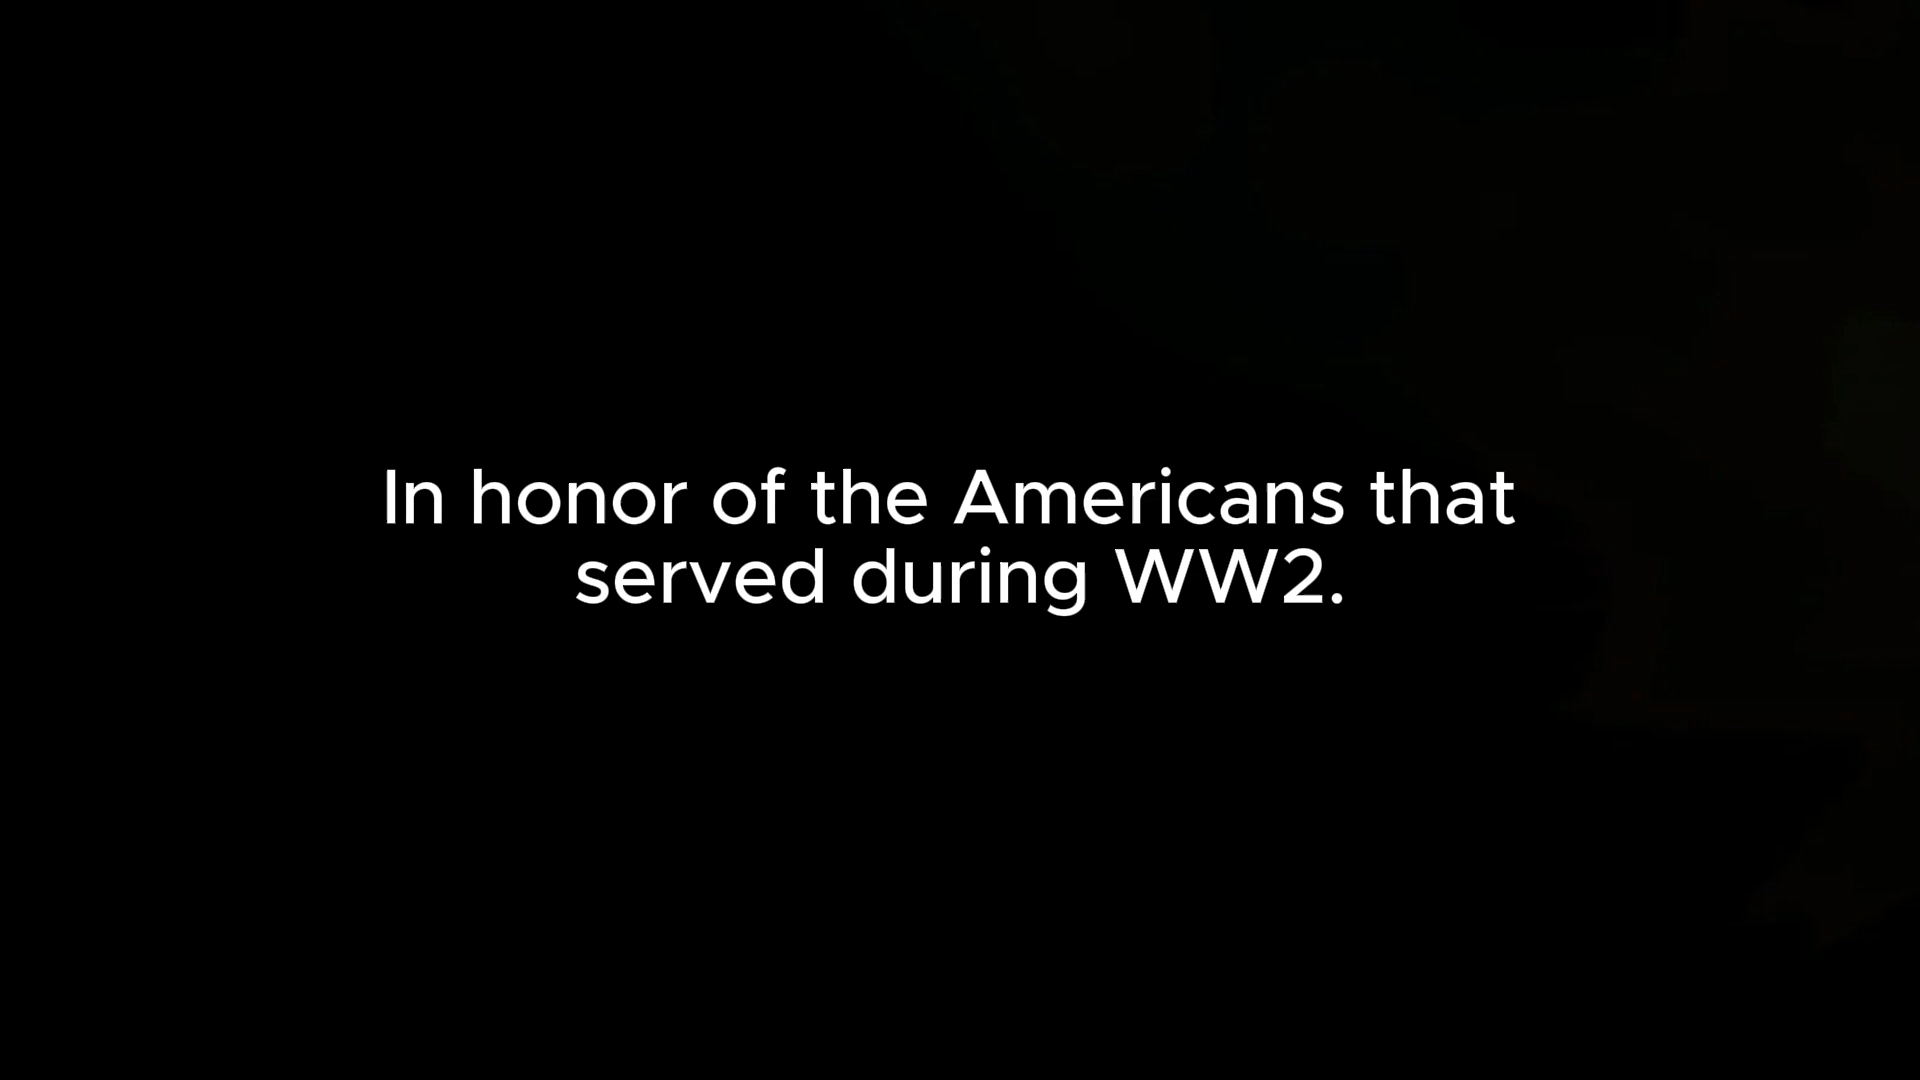 In honor of the Americans that
served during WW2.